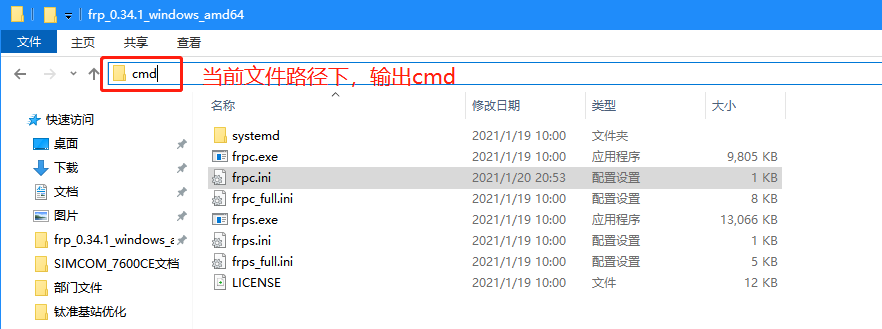 frp_0.34.1_windows_amd64
文件 主页 共享 查看
cmd
当前文件路径下，输出cmd
名称 修改日期 类型 大小
快速访问
桌面
下载
文档
图片
frp_0.34.1_windows_a
SIMCOM_7600CE文档
部门文件
钛准基站优化
systemd 2021/1/19 10:00 文件夹
frpc.exe 2021/1/19 10:00 应用程序 9,805 KB
frpc.ini 2021/1/20 20:53 配置设置 1 KB
frpc_full.ini 2021/1/19 10:00 配置设置 8 KB
frps.exe 2021/1/19 10:00 应用程序 13,066 KB
frps.ini 2021/1/19 10:00 配置设置 1 KB
frps_full.ini 2021/1/19 10:00 配置设置 5 KB
LICENSE 2021/1/19 10:00 文件 12 KB